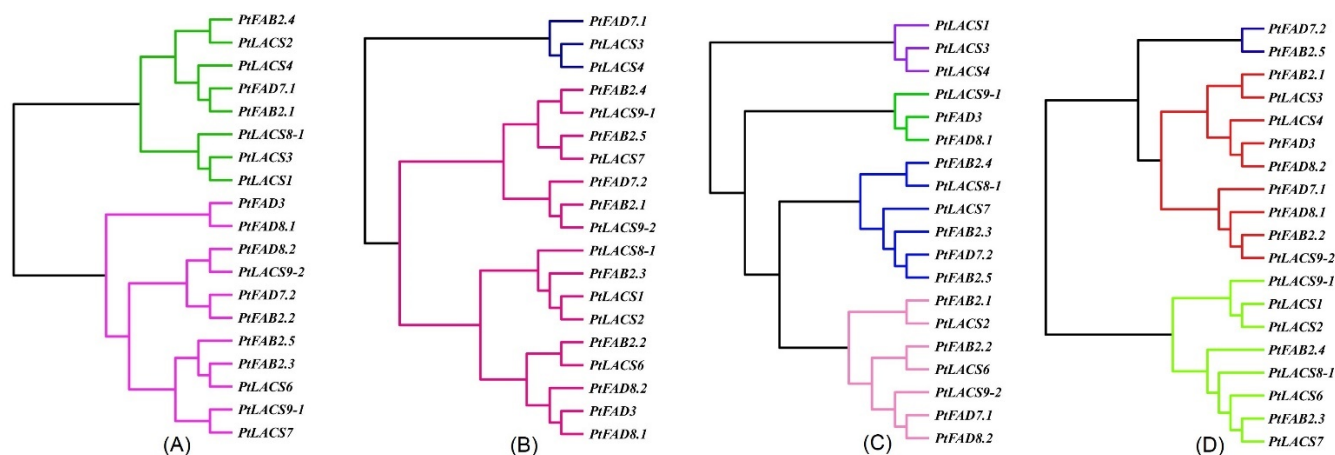 PtFAB2.4
PtLACS2
PtLACS4
PtFAD7.1
PtFAB2.1
PtLACS8-1
PtLACS3
PtLACS1
PtFAD3
PtFAD8.1
PtFAD8.2
PtLACS9-2
PtFAD7.2
PtFAB2.2
PtFAB2.5
PtFAB2.3
PtLACS6
PtLACS9-1
PtLACS7
(A)
PtFAD7.1
PtLACS3
PtLACS4
PtFAB2.4
PtLACS9-1
PtFAB2.5
PtLACS7
PtFAD7.2
PtFAB2.1
PtLACS9-2
PtLACS8-1
PtFAB2.3
PtLACS1
PtLACS2
PtFAB2.2
PtLACS6
PtFAD8.2
PtFAD3
PtFAD8.1
(B)
PtLACS1
PtLACS3
PtLACS4
PtLACS9-1
PtFAD3
PtFAD8.1
PtFAB2.4
PtLACS8-1
PtLACS7
PtFAB2.3
PtFAD7.2
PtFAB2.5
PtFAB2.1
PtLACS2
PtFAB2.2
PtLACS6
PtLACS9-2
PtFAD7.1
PtFAD8.2
(C)
PtFAD7.2
PtFAB2.5
PtFAB2.1
PtLACS3
PtLACS4
PtFAD3
PtFAD8.2
PtFAD7.1
PtFAD8.1
PtFAB2.2
PtLACS9-2
PtLACS9-1
PtLACS1
PtLACS2
PtFAB2.4
PtLACS8-1
PtLACS6
PtFAB2.3
PtLACS7
(D)